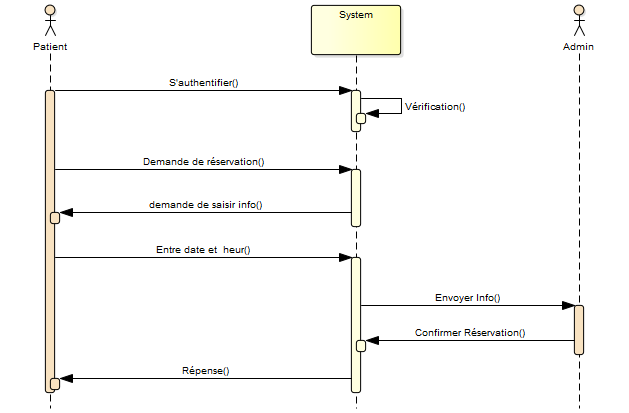 System
Patient
Admin
S'authentifier()
Vérification()
Demande de réservation()
demande de saisir info()
Entre date et heur()
Envoyer Info()
Confirmer Réservation()
Répense()